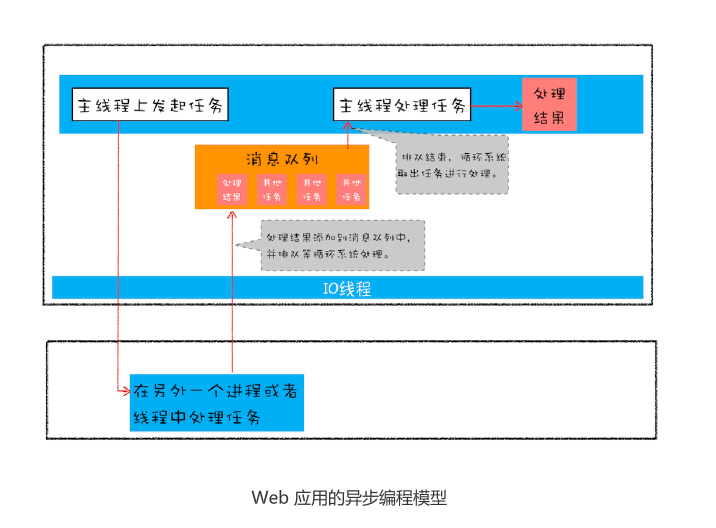 主线程上发起任务
主线程处理任务
处理
结果
消息队列
处理
结果
其他
任务
其他
任务
其他
任务
排队结束，循环系统
取出任务进行处理。
处理结果添加到消息队列中，
并排队等循环系统处理。
IO线程
在另外一个进程或者
线程中处理任务
Web 应用的异步编程模型